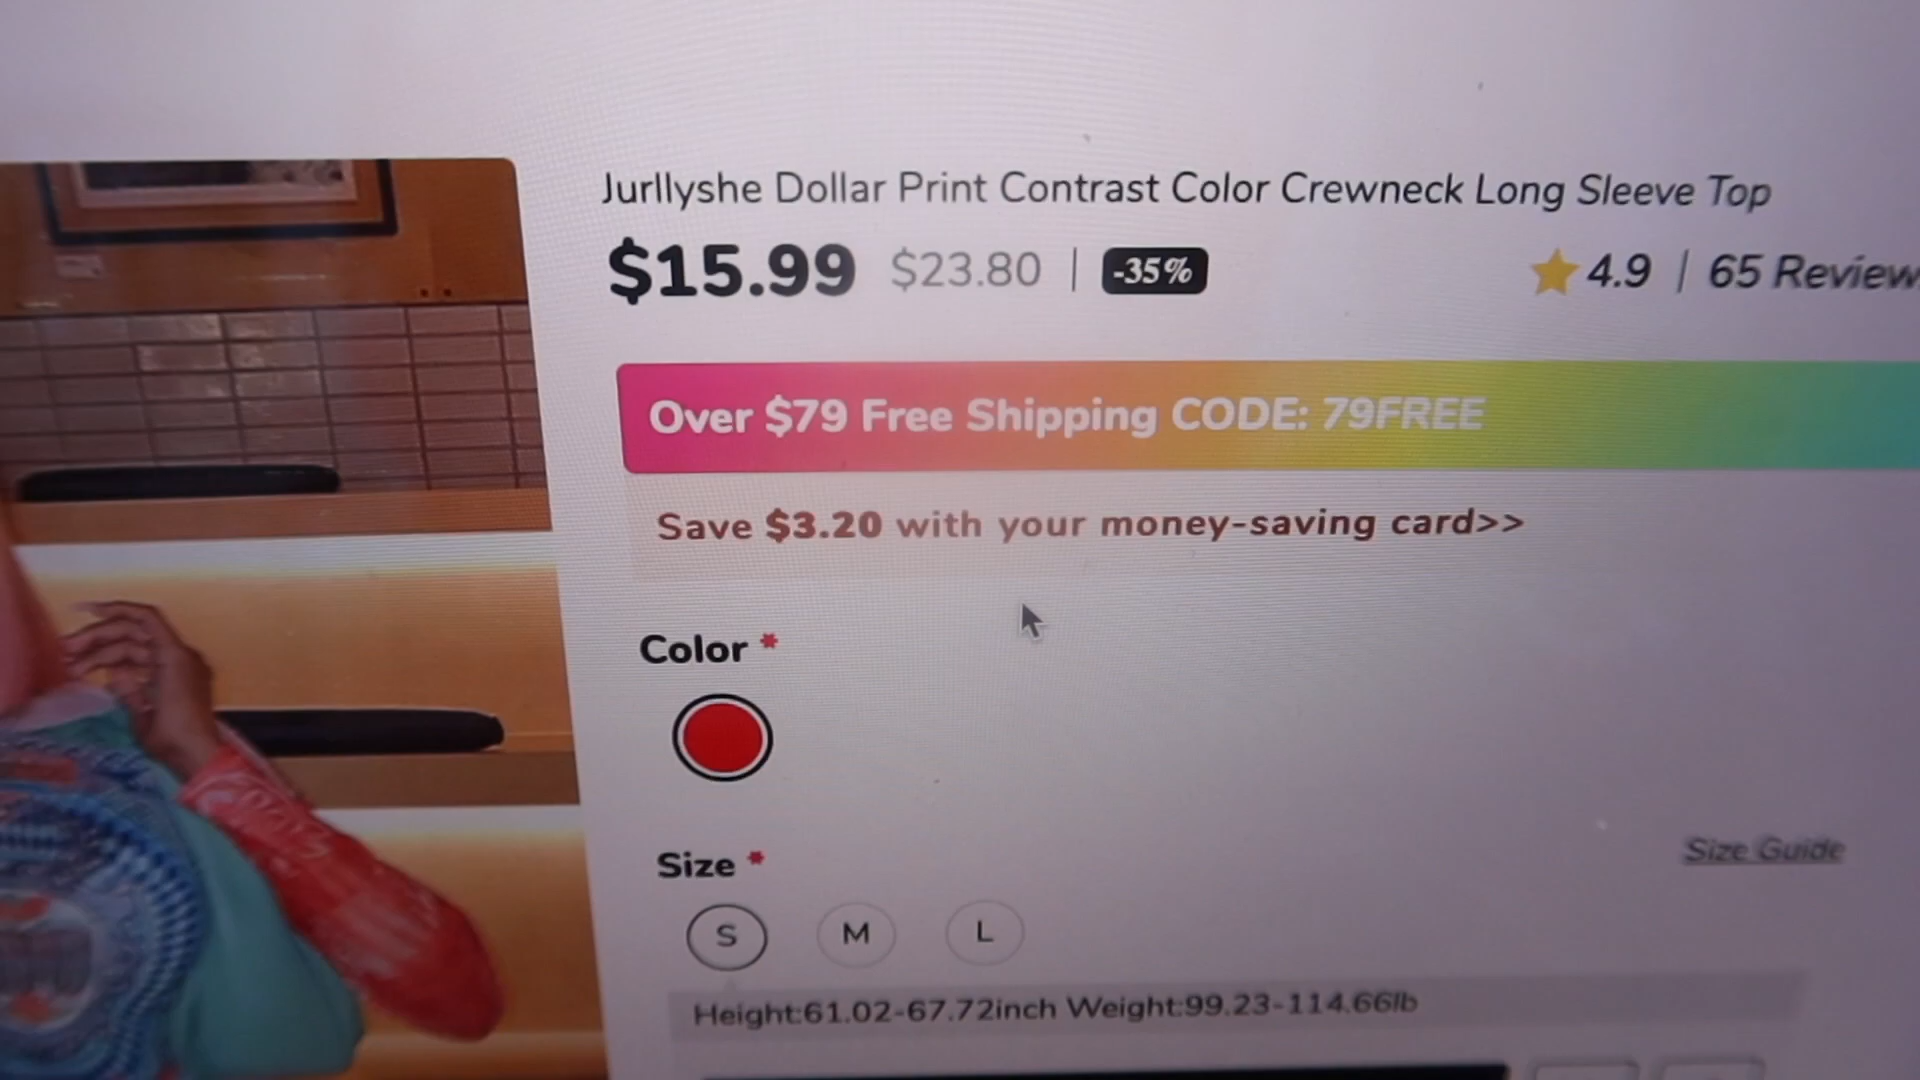 Jurllyshe Dollar Print Contrast Color Crewneck Long Sleeve Top
$15.99 $23.80 | -35%
4.9 | 65 Review
Over $79 Free Shipping CODE: 79FREE
Save $3.20 with your money-saving card>>
Color *
Size *
Size Guide
S M L
Height:61.02-67.72inch Weight:99.23-114.66lb